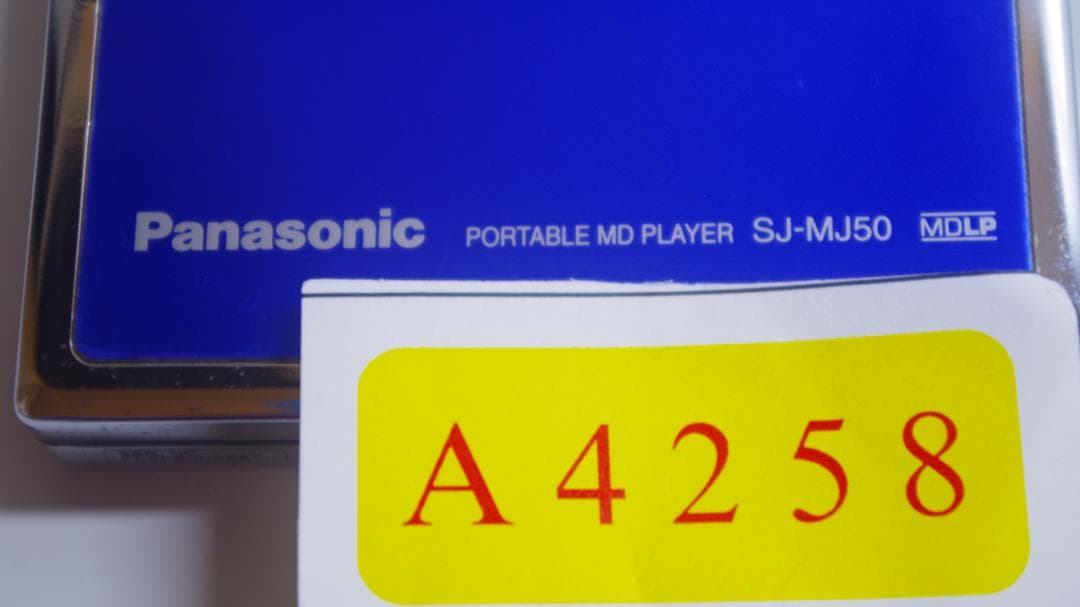 Panasonic PORTABLE MD PLAYER SJ-MJ50 MDLP
A4258